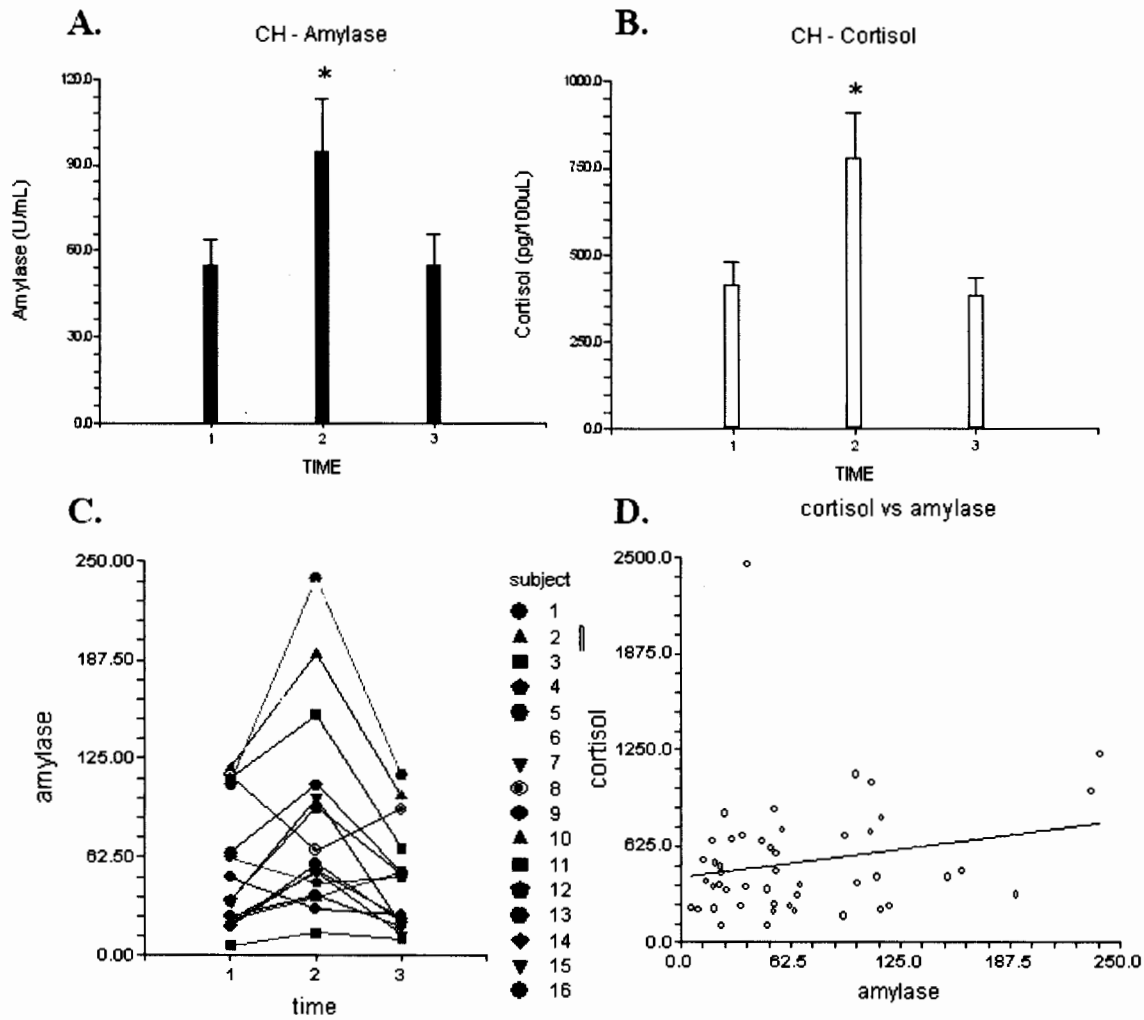 A.
CH - Amylase
120.0
90.0
60.0
30.0
0.0
Amylase (U/mL)
*
1 2 3
TIME
B.
CH - Cortisol
1000.0
750.0
500.0
250.0
0.0
Cortisol (pg/100uL)
*
1 2 3
TIME
C.
250.00
187.50
125.00
62.50
0.00
amylase
1 2 3
time
subject
1
2
3
4
5
6
7
8
9
10
11
12
13
14
15
16
D.
cortisol vs amylase
2500.0
1875.0
1250.0
625.0
0.0
cortisol
0.0 62.5 125.0 187.5 250.0
amylase